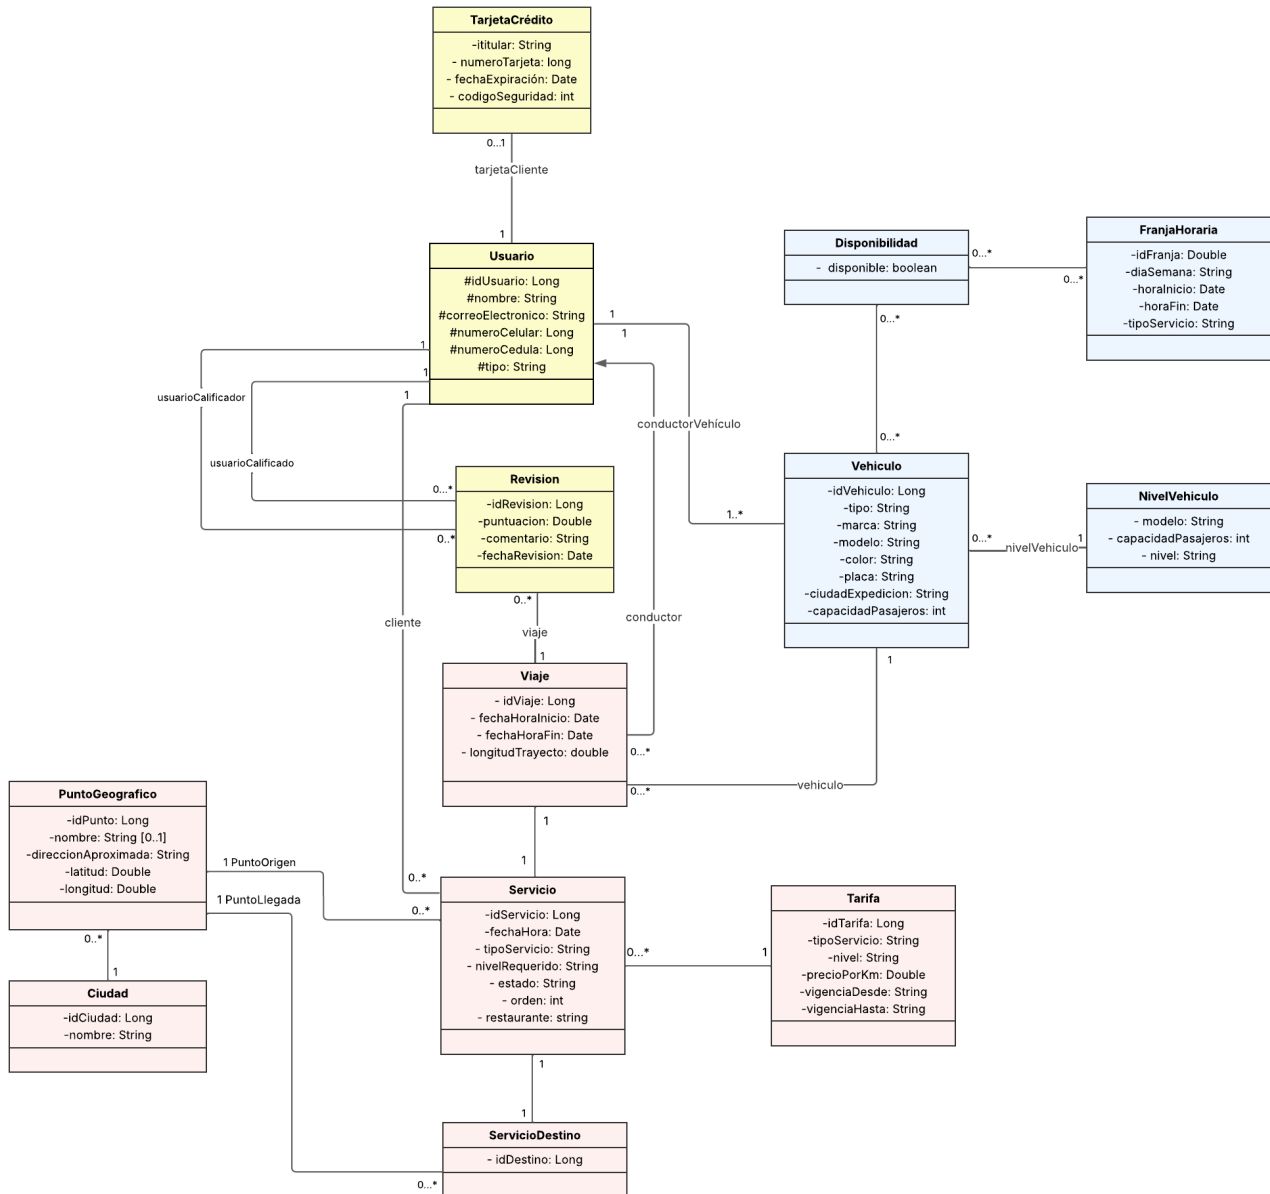 TarjetaCrédito
-ititular: String
- numeroTarjeta: long
- fechaExpiración: Date
- codigoSeguridad: int
0...1
tarjetaCliente
1
Usuario
#idUsuario: Long
#nombre: String
#correoElectronico: String
#numeroCelular: Long
#numeroCedula: Long
#tipo: String
1
1
1
1
1
usuarioCalificador
usuarioCalificado
conductorVehículo
Disponibilidad
- disponible: boolean
0...*
0...*
0...*
FranjaHoraria
-idFranja: Double
-diaSemana: String
-horaInicio: Date
-horaFin: Date
-tipoServicio: String
0...*
Vehiculo
-idVehiculo: Long
-tipo: String
-marca: String
-modelo: String
-color: String
-placa: String
-ciudadExpedicion: String
-capacidadPasajeros: int
1..*
0...*
nivelVehiculo
1
NivelVehiculo
- modelo: String
- capacidadPasajeros: int
- nivel: String
0...*
0..*
Revision
-idRevision: Long
-puntuacion: Double
-comentario: String
-fechaRevision: Date
0..*
viaje
1
cliente
conductor
1
Viaje
- idViaje: Long
- fechaHoraInicio: Date
- fechaHoraFin: Date
- longitudTrayecto: double
0...*
0...*
vehiculo
1
1
PuntoGeografico
-idPunto: Long
-nombre: String [0..1]
-direccionAproximada: String
-latitud: Double
-longitud: Double
1 PuntoOrigen
1 PuntoLlegada
0..*
0..*
0..*
1
Ciudad
-idCiudad: Long
-nombre: String
Servicio
-idServicio: Long
-fechaHora: Date
- tipoServicio: String
- nivelRequerido: String
- estado: String
- orden: int
- restaurante: string
0...*
1
Tarifa
-idTarifa: Long
-tipoServicio: String
-nivel: String
-precioPorKm: Double
-vigenciaDesde: String
-vigenciaHasta: String
1
1
ServicioDestino
- idDestino: Long
0...*